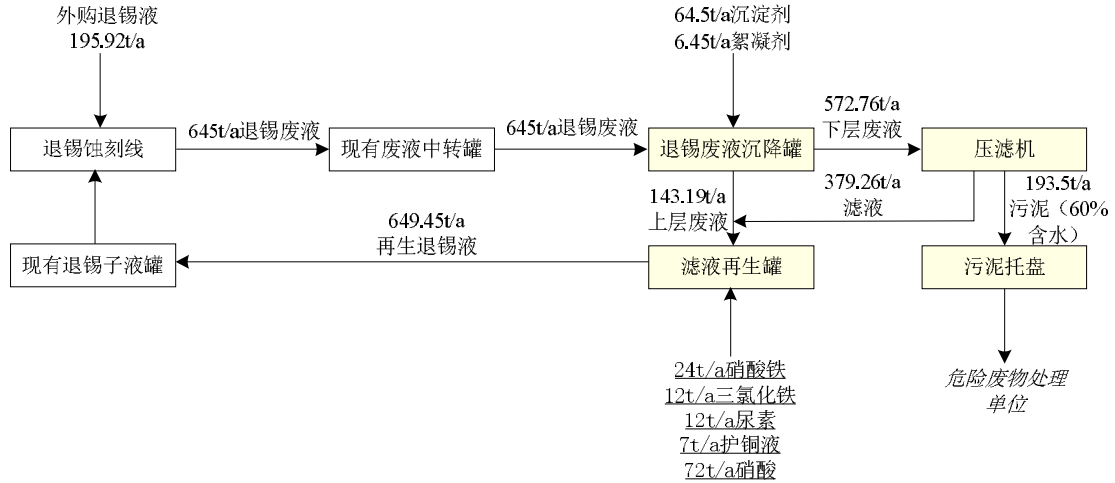 外购退锡液
195.92t/a
64.5t/a沉淀剂
6.45t/a絮凝剂
退锡蚀刻线
645t/a退锡废液
现有废液中转罐
645t/a退锡废液
退锡废液沉降罐
572.76t/a
下层废液
压滤机
143.19t/a
上层废液
379.26t/a
滤液
193.5t/a
污泥（60%
含水）
649.45t/a
再生退锡液
现有退锡子液罐
滤液再生罐
污泥托盘
24t/a硝酸铁
12t/a三氯化铁
12t/a尿素
7t/a护铜液
72t/a硝酸
危险废物处理
单位